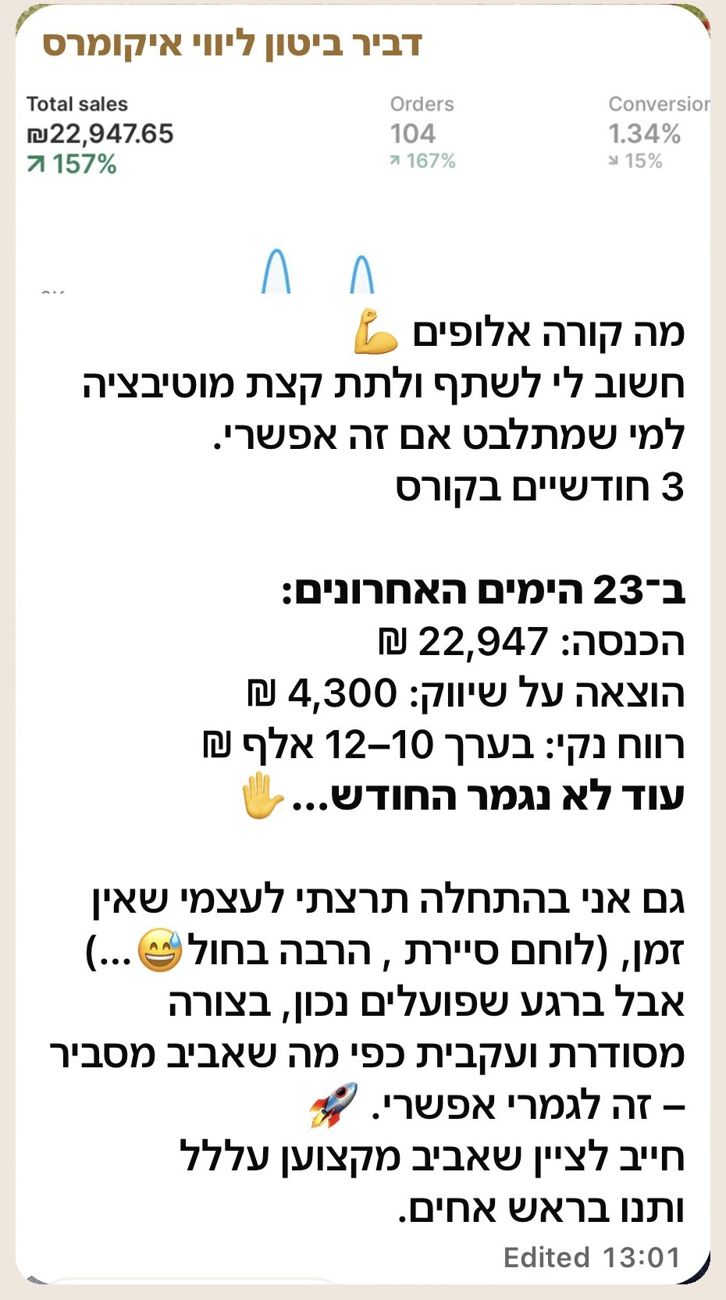 דביר ביטון ליווי איקומרס
Total sales
₪22,947.65
↗ 157%
Orders
104
↗ 167%
Conversion
1.34%
↘ 15%
מה קורה אלופים 💪
חשוב לי לשתף ולתת קצת מוטיבציה
למי שמתלבט אם זה אפשרי.
3 חודשיים בקורס
ב־23 הימים האחרונים:
הכנסה: 22,947 ₪
הוצאה על שיווק: 4,300 ₪
רווח נקי: בערך 10–12 אלף ₪
עוד לא נגמר החודש...🤚
גם אני בהתחלה תרצתי לעצמי שאין
זמן, (לוחם סיירת , הרבה בחול😅...)
אבל ברגע שפועלים נכון, בצורה
מסודרת ועקבית כפי מה שאביב מסביר
– זה לגמרי אפשרי. 🚀
חייב לציין שאביב מקצוען עללל
ותנו בראש אחים.
Edited 13:01